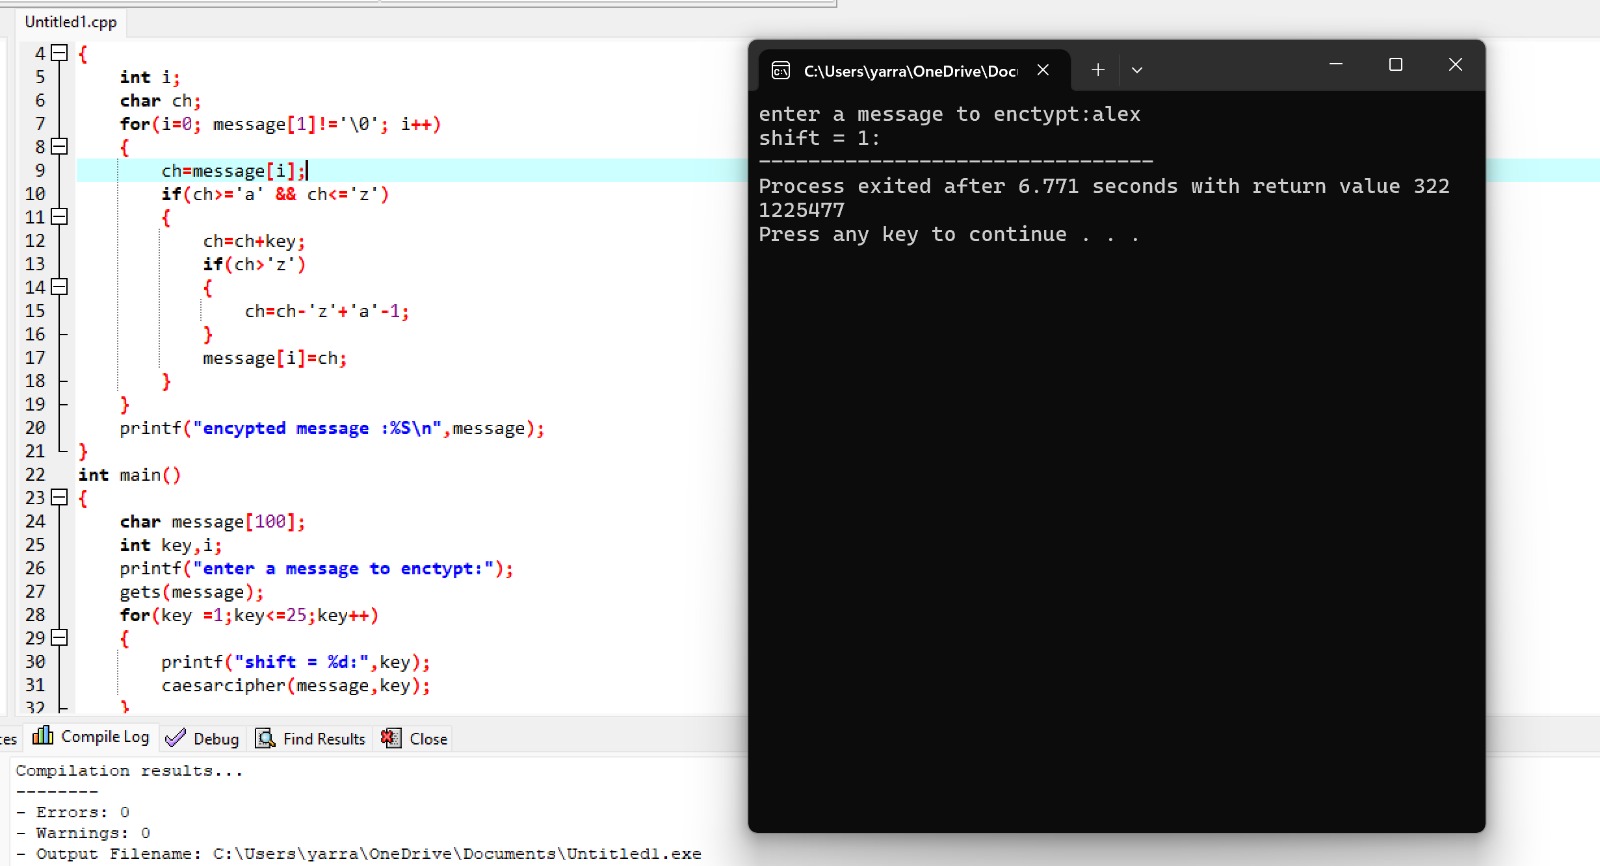 Untitled1.cpp
4 {
5 int i;
6 char ch;
7 for(i=0; message[1]!='\0'; i++)
8 {
9 ch=message[i];
10 if(ch>='a' && ch<='z')
11 {
12 ch=ch+key;
13 if(ch>'z')
14 {
15 ch=ch-'z'+'a'-1;
16 }
17 message[i]=ch;
18 }
19 }
20 printf("encypted message :%S\n",message);
21 }
22 int main()
23 {
24 char message[100];
25 int key,i;
26 printf("enter a message to enctypt:");
27 gets(message);
28 for(key =1;key<=25;key++)
29 {
30 printf("shift = %d:",key);
31 caesarcipher(message,key);
32 }
C:\Users\yarra\OneDrive\Doc
enter a message to enctypt:alex
shift = 1:
--------------------------------
Process exited after 6.771 seconds with return value 322
1225477
Press any key to continue . . .
Compile Log Debug Find Results Close
Compilation results...
--------
- Errors: 0
- Warnings: 0
- Output Filename: C:\Users\yarra\OneDrive\Documents\Untitled1.exe